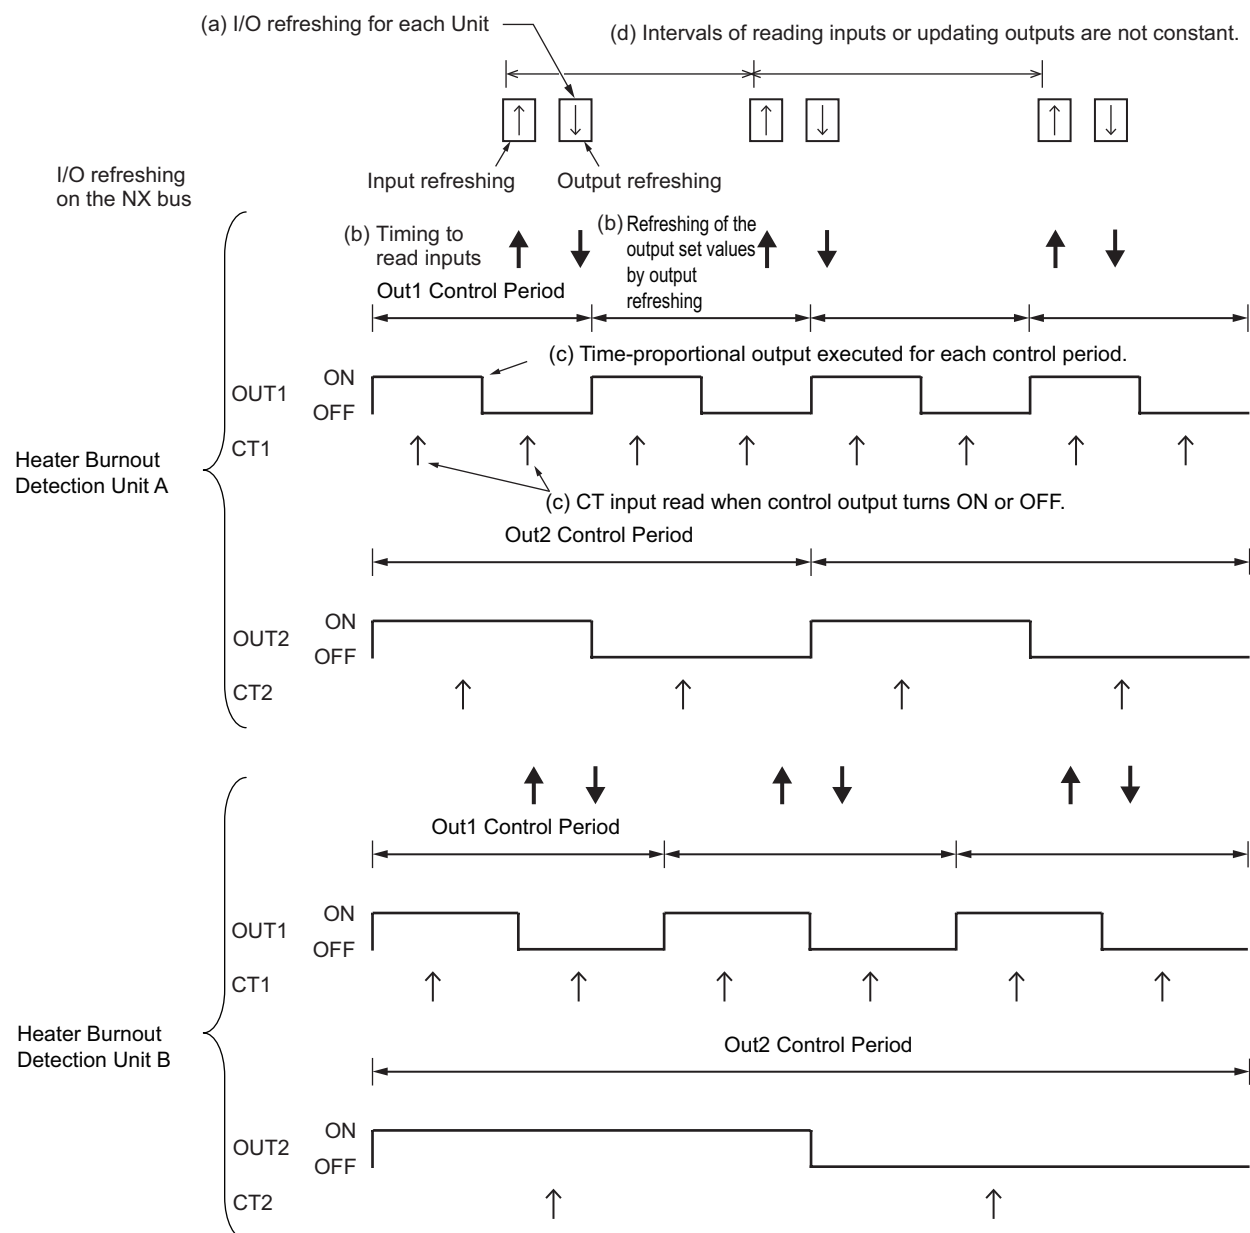 (a) I/O refreshing for each Unit
(d) Intervals of reading inputs or updating outputs are not constant.
Input refreshing
Output refreshing
I/O refreshing
on the NX bus
(b) Timing to
read inputs
(b) Refreshing of the
output set values
by output
refreshing
Out1 Control Period
(c) Time-proportional output executed for each control period.
OUT1
ON
OFF
CT1
Heater Burnout
Detection Unit A
(c) CT input read when control output turns ON or OFF.
Out2 Control Period
OUT2
ON
OFF
CT2
Out1 Control Period
OUT1
ON
OFF
CT1
Heater Burnout
Detection Unit B
Out2 Control Period
OUT2
ON
OFF
CT2